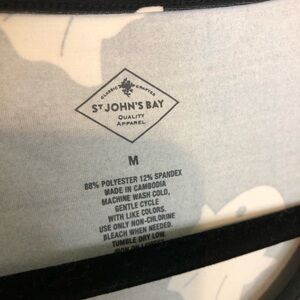 CLASSIC CRAFTED
ST JOHN'S BAY
QUALITY
APPAREL
M
88% POLYESTER 12% SPANDEX
MADE IN CAMBODIA
MACHINE WASH COLD,
GENTLE CYCLE
WITH LIKE COLORS.
USE ONLY NON-CHLORINE
BLEACH WHEN NEEDED.
TUMBLE DRY LOW.